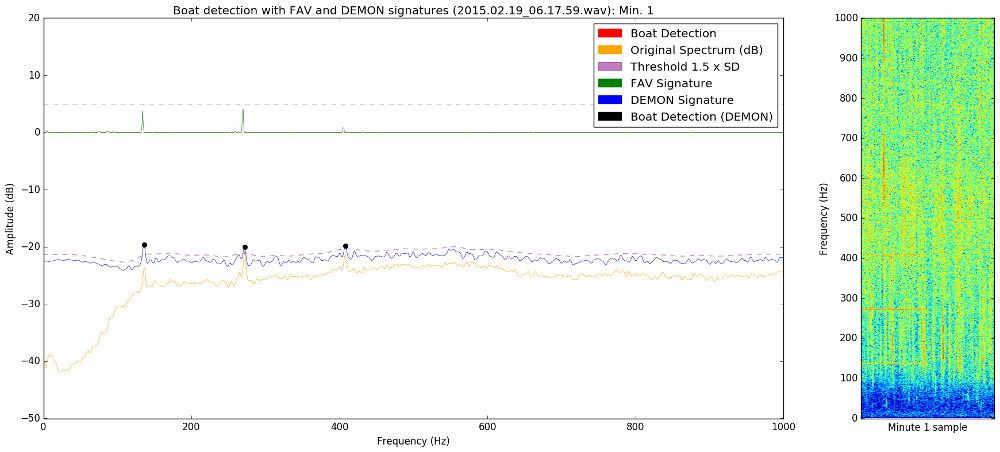 Boat detection with FAV and DEMON signatures (2015.02.19_06.17.59.wav): Min. 1
Boat Detection
Original Spectrum (dB)
Threshold 1.5 x SD
FAV Signature
DEMON Signature
Boat Detection (DEMON)
Amplitude (dB)
20
10
0
−10
−20
−30
−40
−50
0
200
400
600
800
1000
Frequency (Hz)
Frequency (Hz)
1000
900
800
700
600
500
400
300
200
100
0
Minute 1 sample